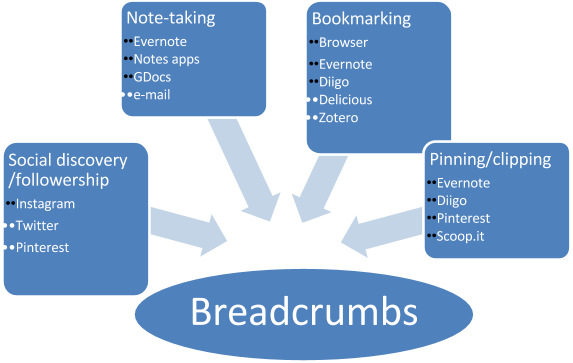 Note-taking
••Evernote
••Notes apps
••GDocs
••e-mail
Bookmarking
••Browser
••Evernote
••Diigo
••Delicious
••Zotero
Social discovery
/followership
••Instagram
••Twitter
••Pinterest
Pinning/clipping
••Evernote
••Diigo
••Pinterest
••Scoop.it
Breadcrumbs